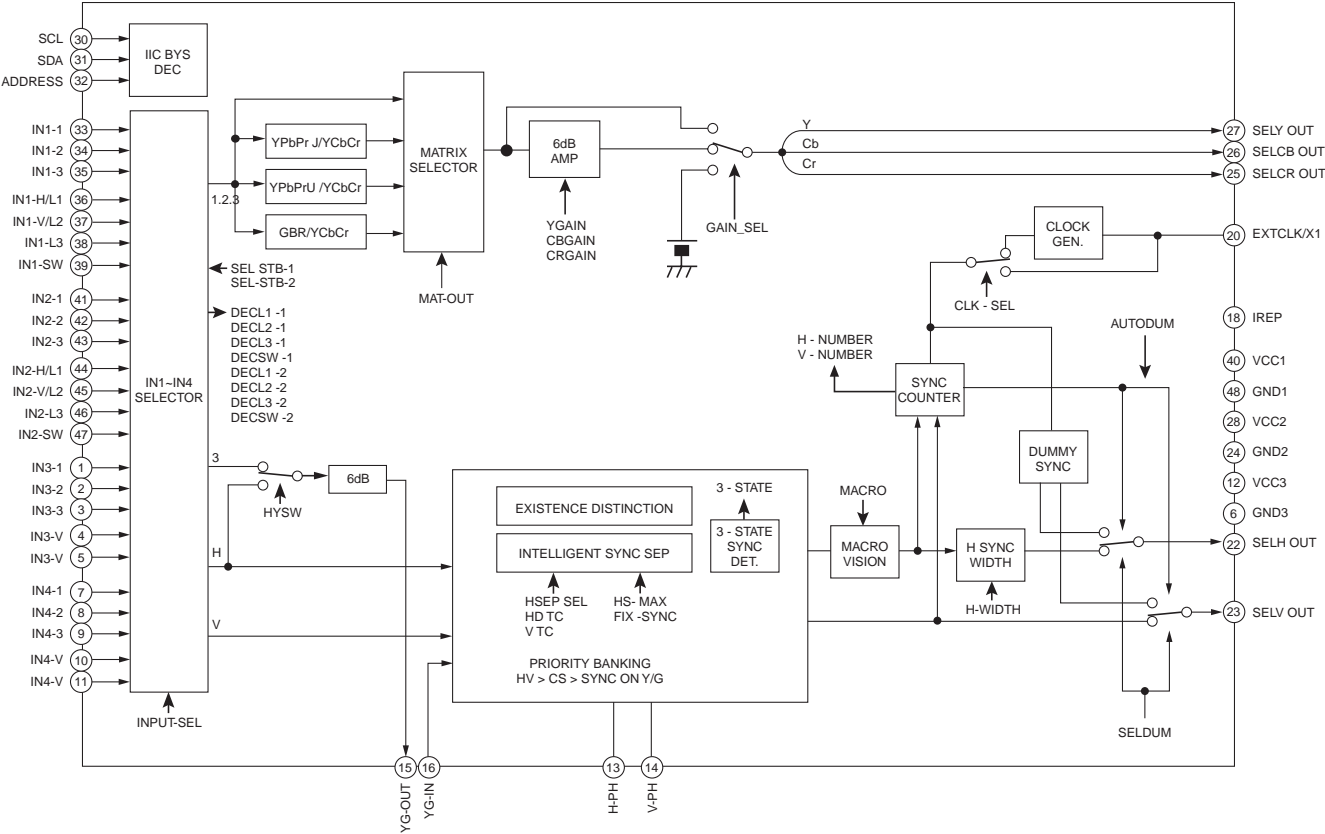 SCL 30
SDA 31
ADDRESS 32
IIC BYS
DEC
IN1-1 33
IN1-2 34
IN1-3 35
IN1-H/L1 36
IN1-V/L2 37
IN1-L3 38
IN1-SW 39
IN2-1 41
IN2-2 42
IN2-3 43
IN2-H/L1 44
IN2-V/L2 45
IN2-L3 46
IN2-SW 47
IN3-1 1
IN3-2 2
IN3-3 3
IN3-V 4
IN3-V 5
IN4-1 7
IN4-2 8
IN4-3 9
IN4-V 10
IN4-V 11
IN1~IN4
SELECTOR
INPUT-SEL
1.2.3
YPbPr J/YCbCr
YPbPrU /YCbCr
GBR/YCbCr
MATRIX
SELECTOR
MAT-OUT
SEL STB-1
SEL-STB-2
DECL1 -1
DECL2 -1
DECL3 -1
DECSW -1
DECL1 -2
DECL2 -2
DECL3 -2
DECSW -2
6dB
AMP
YGAIN
CBGAIN
CRGAIN
GAIN_SEL
Y
Cb
Cr
27 SELY OUT
26 SELCB OUT
25 SELCR OUT
CLOCK
GEN.
20 EXTCLK/X1
CLK - SEL
18 IREP
AUTODUM
40 VCC1
48 GND1
28 VCC2
24 GND2
12 VCC3
6 GND3
22 SELH OUT
23 SELV OUT
H - NUMBER
V - NUMBER
SYNC
COUNTER
DUMMY
SYNC
3
HYSW
6dB
H
V
EXISTENCE DISTINCTION
INTELLIGENT SYNC SEP
HSEP SEL
HD TC
V TC
HS- MAX
FIX -SYNC
3 - STATE
3 - STATE
SYNC
DET.
PRIORITY BANKING
HV > CS > SYNC ON Y/G
MACRO
MACRO
VISION
H SYNC
WIDTH
H-WIDTH
SELDUM
15 16 13 14
YG-OUT
YG-IN
H-PH
V-PH